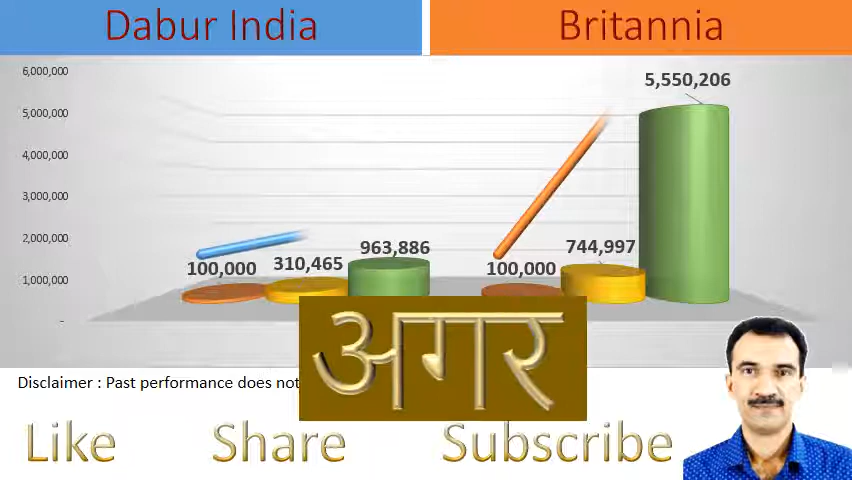 Dabur India
Britannia
6,000,000
5,000,000
4,000,000
3,000,000
2,000,000
1,000,000
-
100,000
310,465
963,886
100,000
744,997
5,550,206
अगर
Disclaimer : Past performance does not
Like Share Subscribe